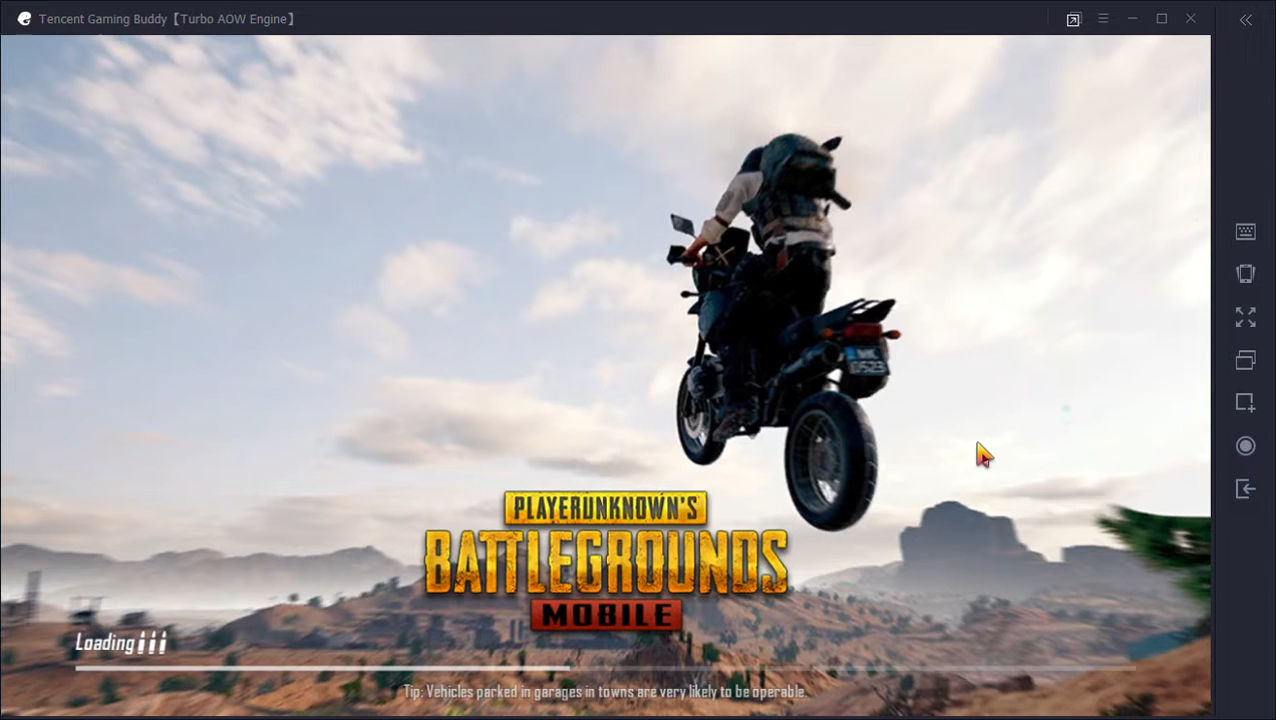 Tencent Gaming Buddy【Turbo AOW Engine】
PLAYERUNKNOWN'S
BATTLEGROUNDS
MOBILE
Loading
Tip: Vehicles parked in garages in towns are very likely to be operable.